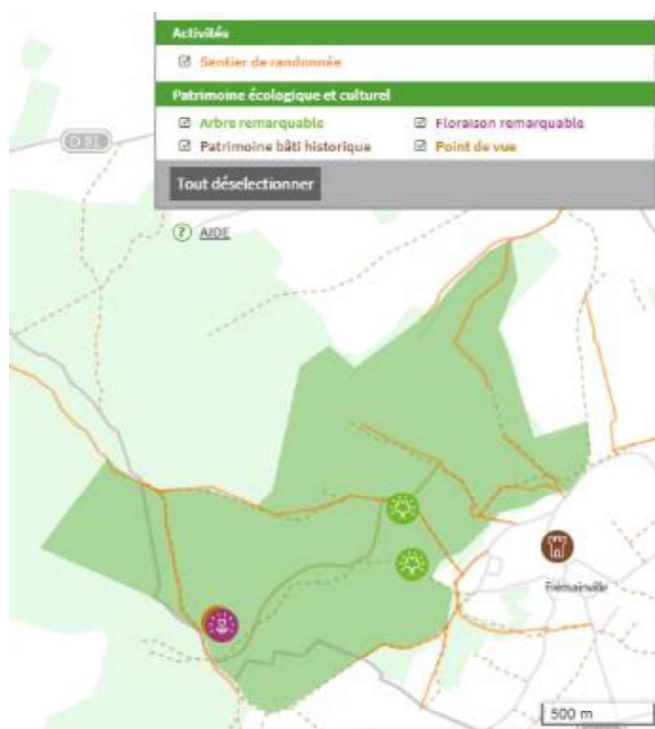 Activités
Sentier de randonnée
Patrimoine écologique et culturel
Arbre remarquable
Floraison remarquable
Patrimoine bâti historique
Point de vue
Tout déselectionner
? AIDE
Frémainville
500 m